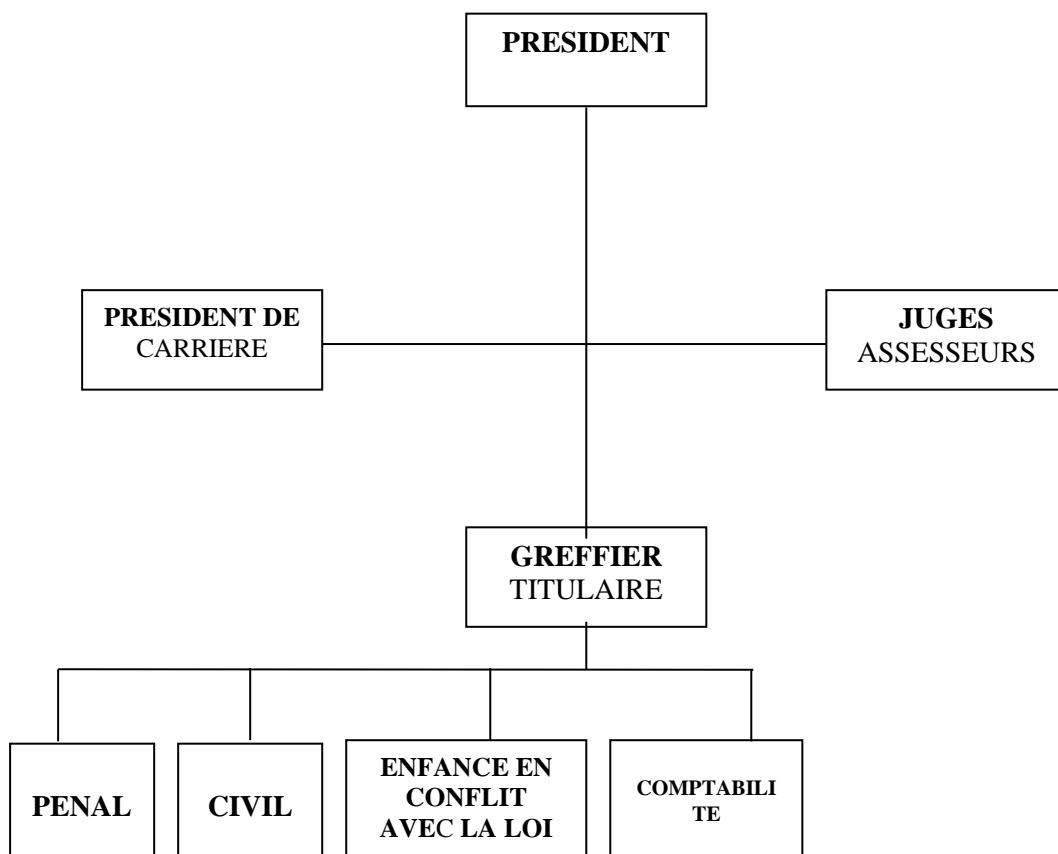 PRESIDENT
PRESIDENT DE
CARRIERE
JUGES
ASSESSEURS
GREFFIER
TITULAIRE
PENAL
CIVIL
ENFANCE EN
CONFLIT
AVEC LA LOI
COMPTABILI
TE